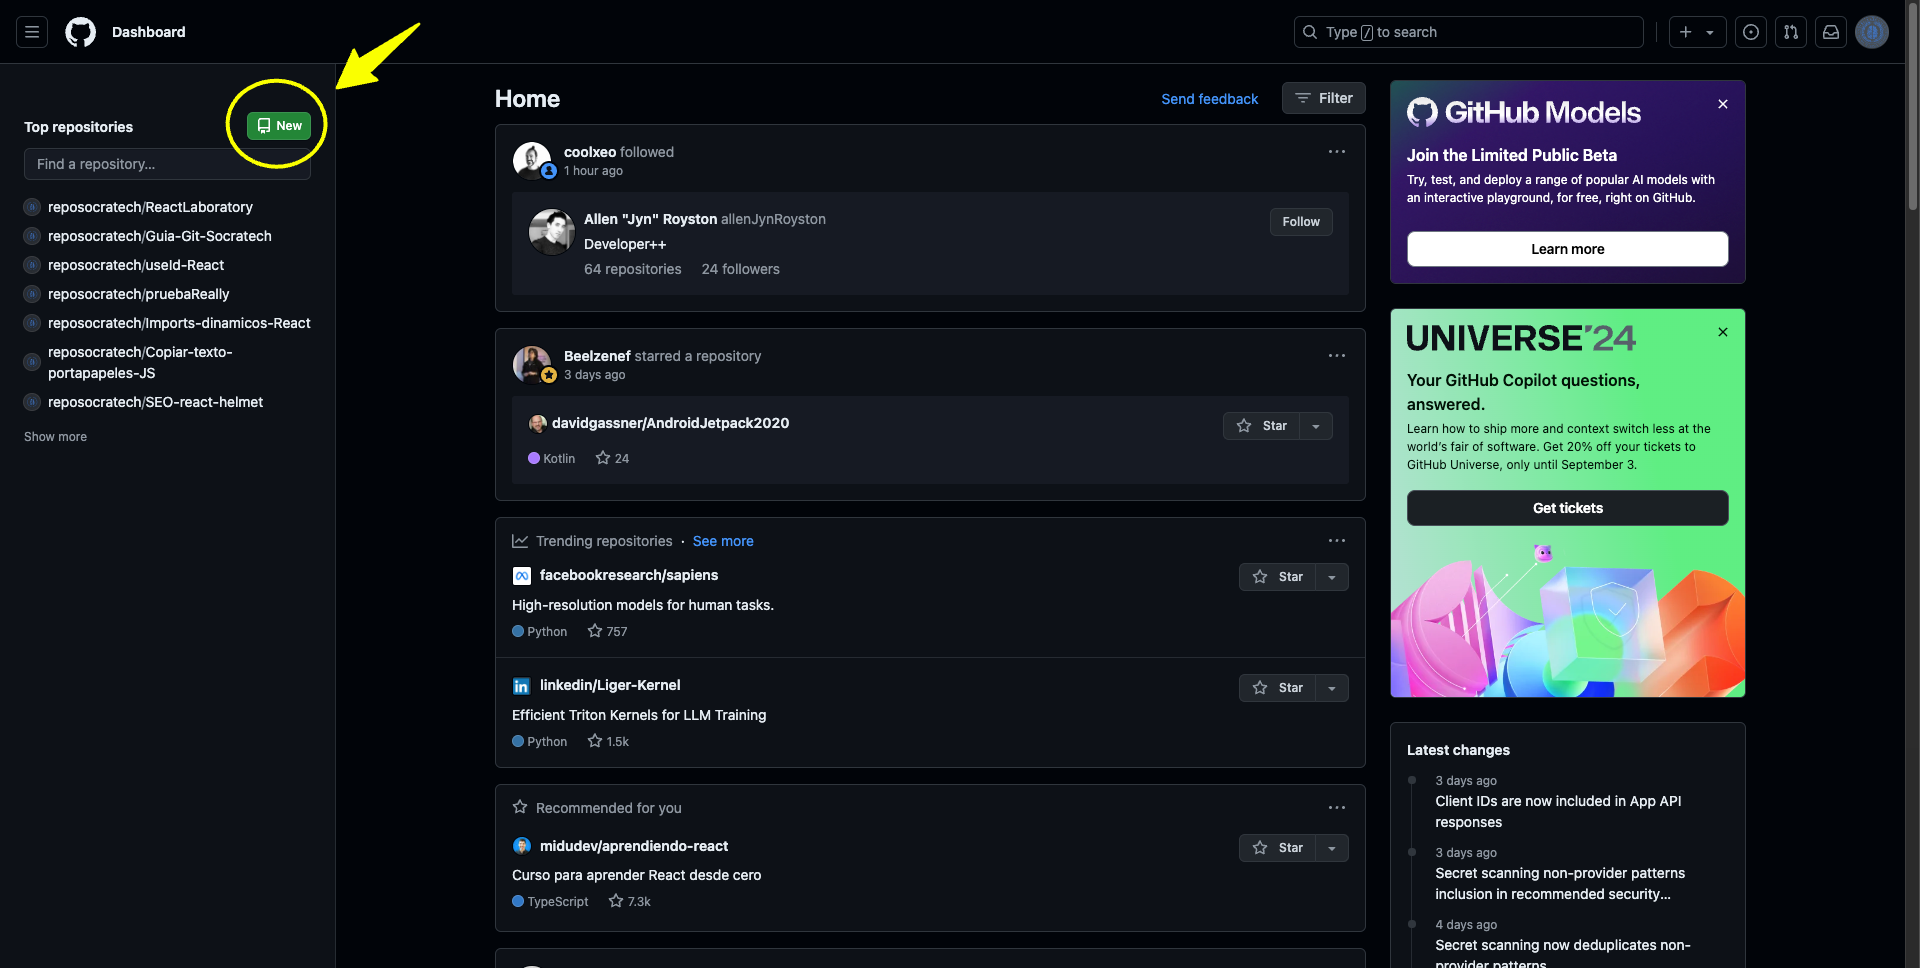 Dashboard
Type / to search
Top repositories
New
Find a repository...
reposocratech/ReactLaboratory
reposocratech/Guia-Git-Socratech
reposocratech/useId-React
reposocratech/pruebaReally
reposocratech/Imports-dinamicos-React
reposocratech/Copiar-texto-
portapapeles-JS
reposocratech/SEO-react-helmet
Show more
Home
Send feedback
Filter
coolxeo followed
1 hour ago
Allen "Jyn" Royston allenJynRoyston
Follow
Developer++
64 repositories 24 followers
Beelzenef starred a repository
3 days ago
davidgassner/AndroidJetpack2020
Star
Kotlin 24
Trending repositories · See more
facebookresearch/sapiens
Star
High-resolution models for human tasks.
Python 757
linkedin/Liger-Kernel
Star
Efficient Triton Kernels for LLM Training
Python 1.5k
Recommended for you
midudev/aprendiendo-react
Star
Curso para aprender React desde cero
TypeScript 7.3k
GitHub Models
Join the Limited Public Beta
Try, test, and deploy a range of popular AI models with
an interactive playground, for free, right on GitHub.
Learn more
UNIVERSE'24
Your GitHub Copilot questions,
answered.
Learn how to ship more and context switch less at the
world's fair of software. Get 20% off your tickets to
GitHub Universe, only until September 3.
Get tickets
Latest changes
3 days ago
Client IDs are now included in App API
responses
3 days ago
Secret scanning non-provider patterns
inclusion in recommended security...
4 days ago
Secret scanning now deduplicates non-
provider patterns